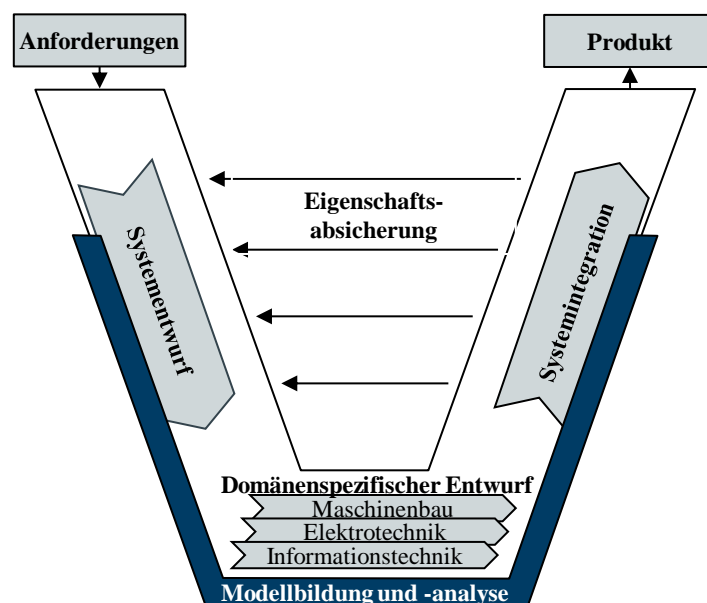 Anforderungen
Produkt
Eigenschafts-
absicherung
Systementwurf
Systemintegration
Domänenspezifischer Entwurf
Maschinenbau
Elektrotechnik
Informationstechnik
Modellbildung und -analyse